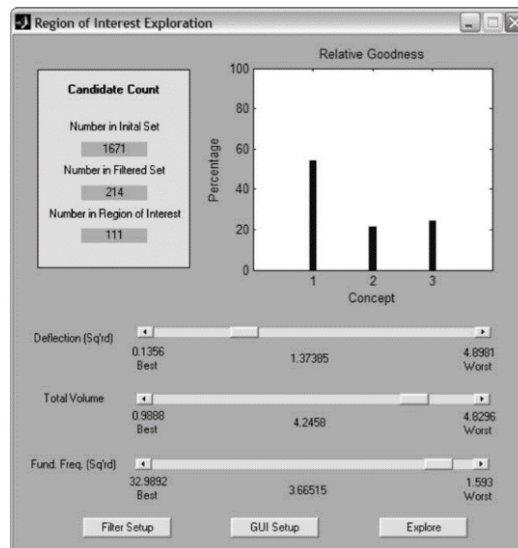 Region of Interest Exploration
Candidate Count
Number in Inital Set
1671
Number in Filtered Set
214
Number in Region of Interest
111
Relative Goodness
Percentage
100
80
60
40
20
0
1 2 3
Concept
Deflection (Sq'rd)
0.1356 1.37385 4.8981
Best Worst
Total Volume
0.9888 4.2458 4.8296
Best Worst
Fund. Freq. (Sq'rd)
32.9892 3.66515 1.593
Best Worst
Filter Setup GUI Setup Explore